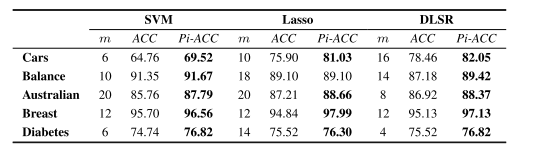 SVM Lasso DLSR
m ACC Pi-ACC m ACC Pi-ACC m ACC Pi-ACC
Cars 6 64.76 69.52 10 75.90 81.03 16 78.46 82.05
Balance 10 91.35 91.67 18 89.10 89.10 14 87.18 89.42
Australian 20 85.76 87.79 20 87.21 88.66 8 86.92 88.37
Breast 12 95.70 96.56 12 94.84 97.99 12 95.13 97.13
Diabetes 6 74.74 76.82 14 75.52 76.30 4 75.52 76.82